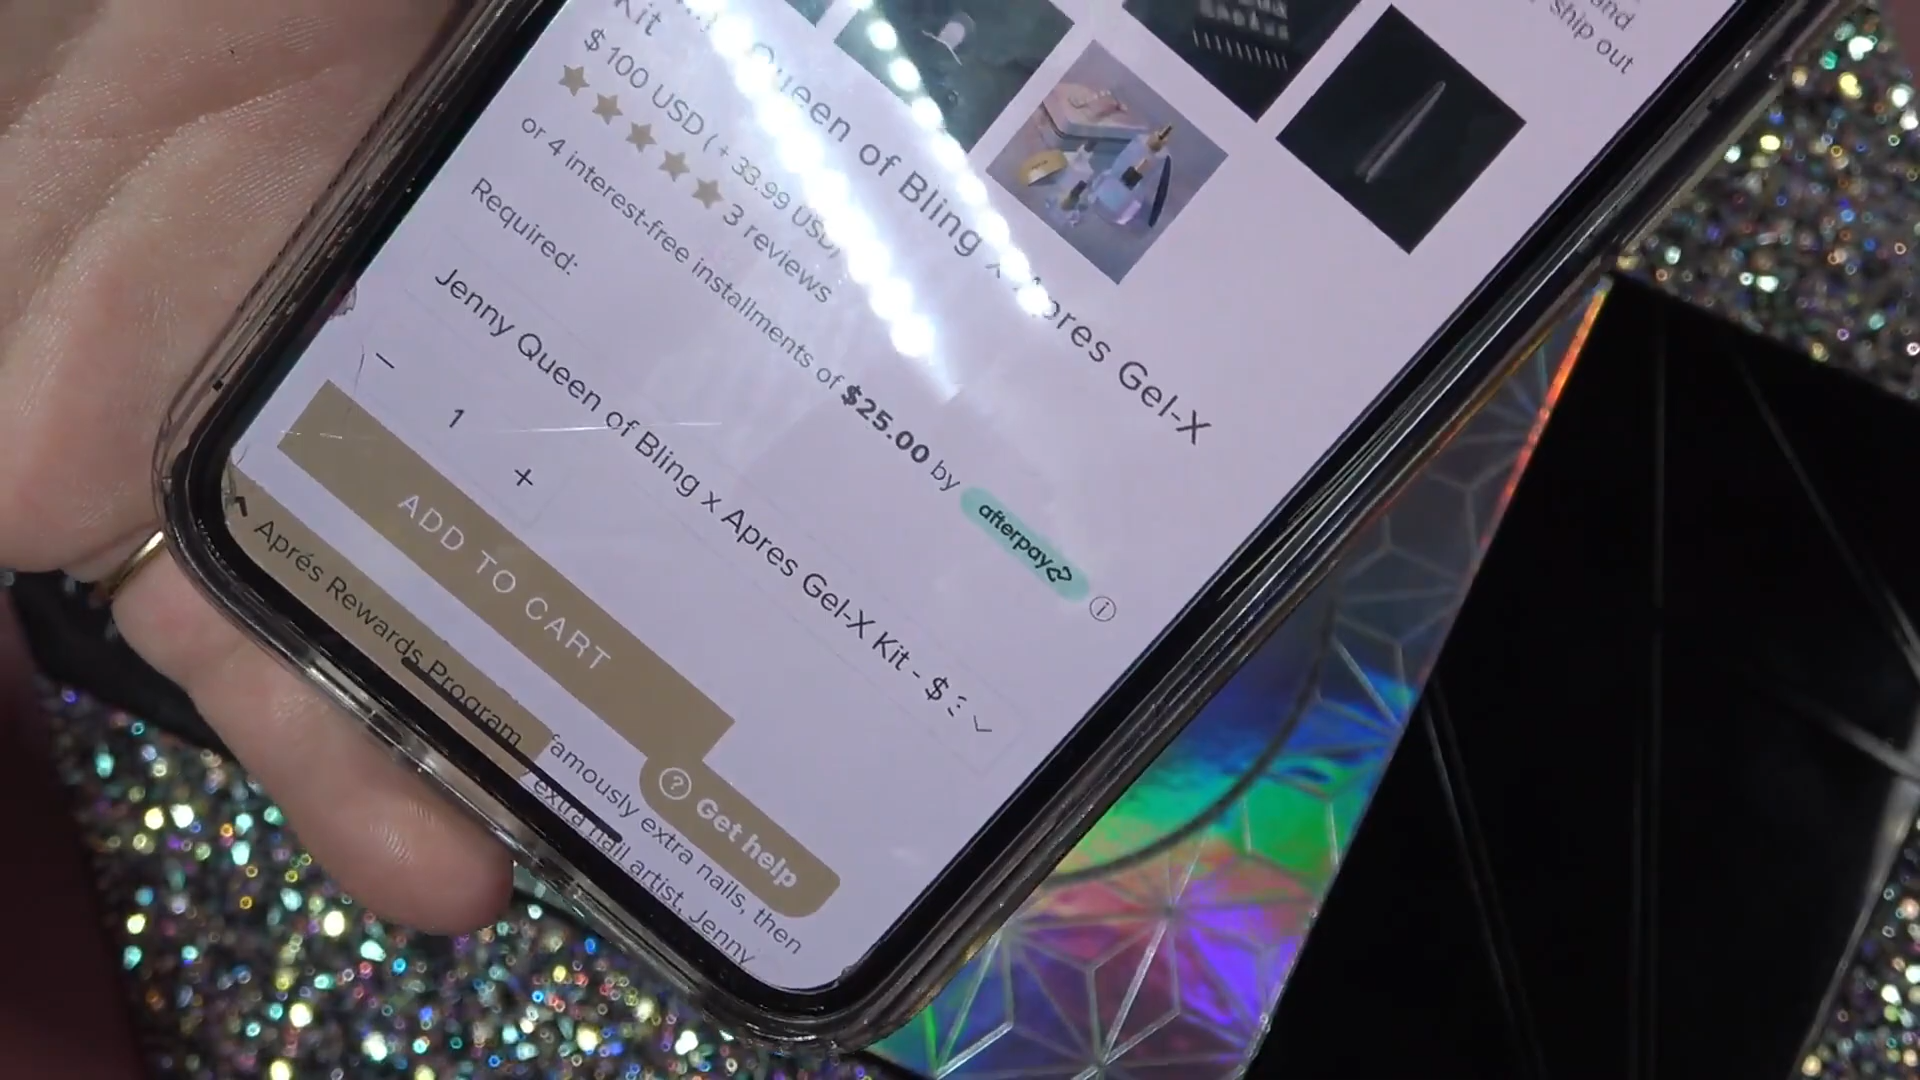 and
ship out
Queen of Bling x Apres Gel-X
Kit
$ 100 USD ( + 33.99 USD)
3 reviews
or 4 interest-free installments of $25.00 by afterpay
Required:
Jenny Queen of Bling x Apres Gel-X Kit - $
− 1 +
ADD TO CART
Aprés Rewards Program
Get help
famously extra nails, then
extra nail artist, Jenny